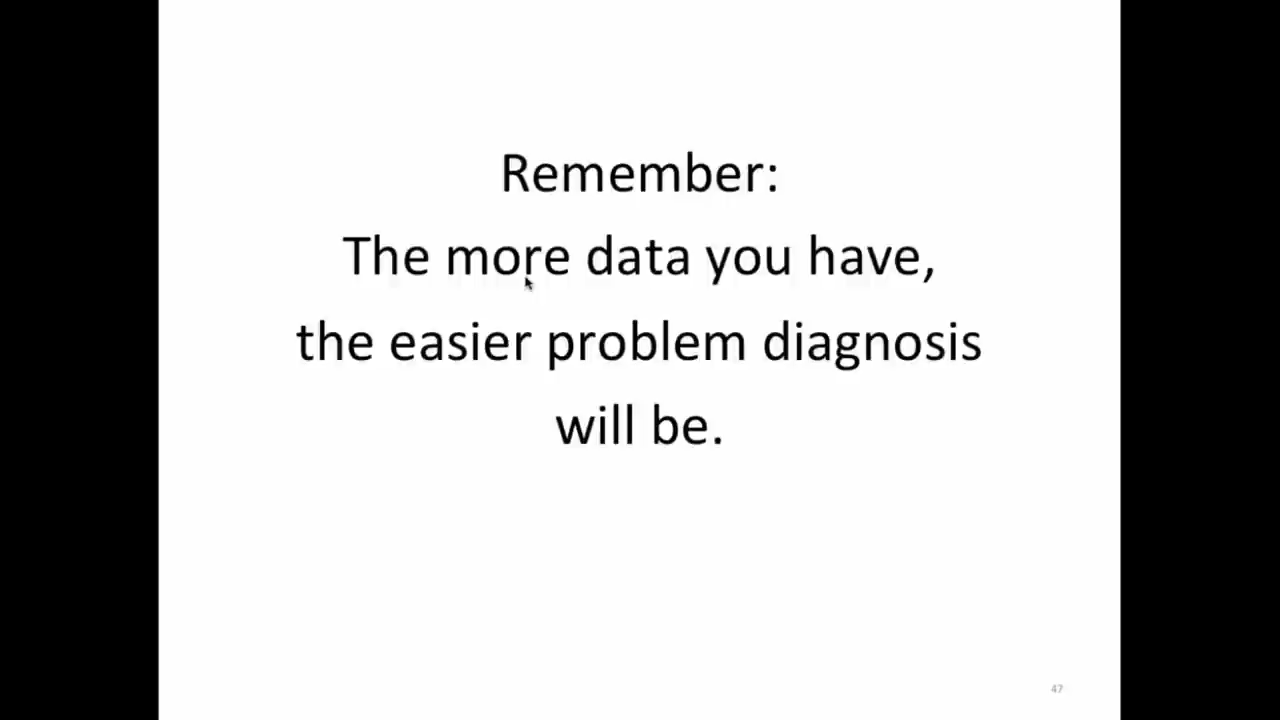 Remember:
The more data you have,
the easier problem diagnosis
will be.
47